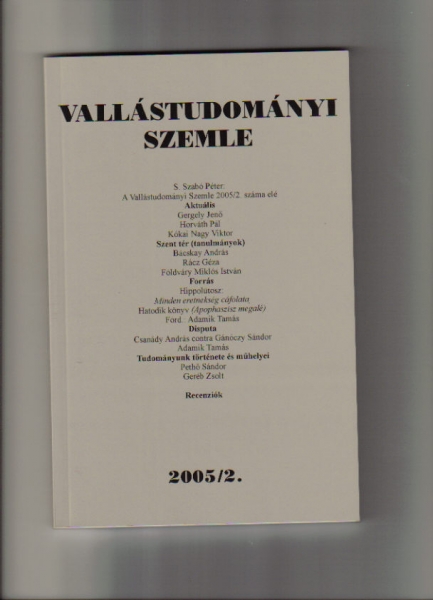 VALLÁSTUDOMÁNYI
SZEMLE
S. Szabó Péter:
A Vallástudományi Szemle 2005/2. száma elé
Aktuális
Gergely Jenő
Horváth Pál
Kókai Nagy Viktor
Szent tér (tanulmányok)
Bácskay András
Rácz Géza
Földváry Miklós István
Forrás
Hippolütosz:
Minden eretnekség cáfolata
Hatodik könyv (Apophaszisz megalé)
Ford. Adamik Tamás
Disputa
Csanády András contra Gánóczy Sándor
Adamik Tamás
Tudományunk története és műhelyei
Pethő Sándor
Geréb Zsolt
Recenziók
2005/2.